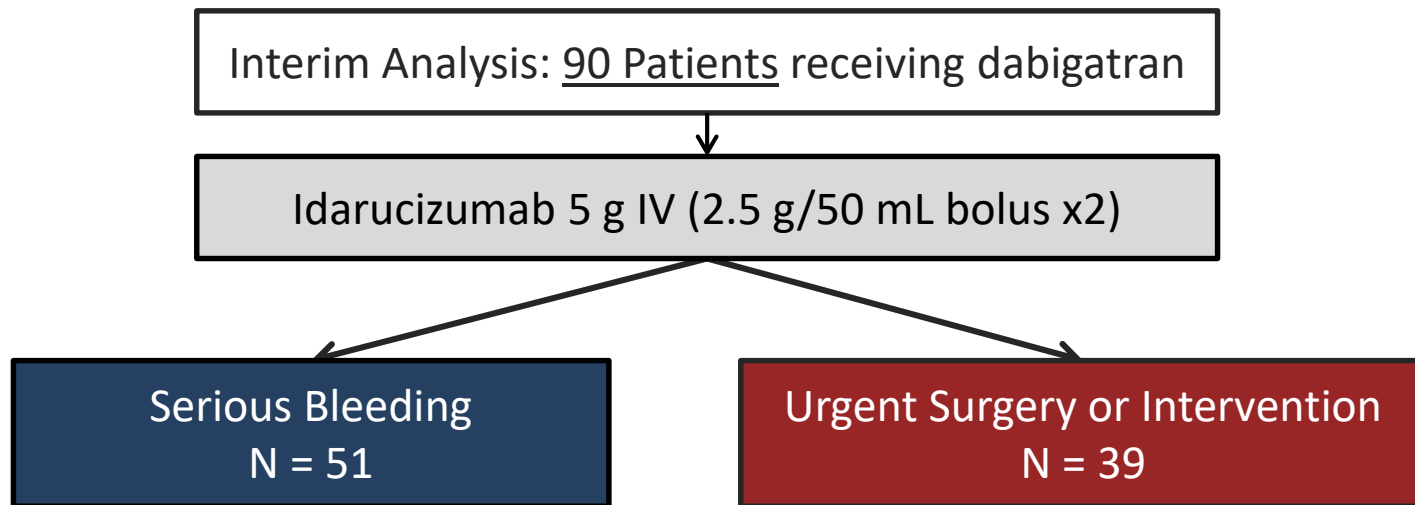 Interim Analysis: 90 Patients receiving dabigatran
Idarucizumab 5 g IV (2.5 g/50 mL bolus x2)
Serious Bleeding
N = 51
Urgent Surgery or Intervention
N = 39